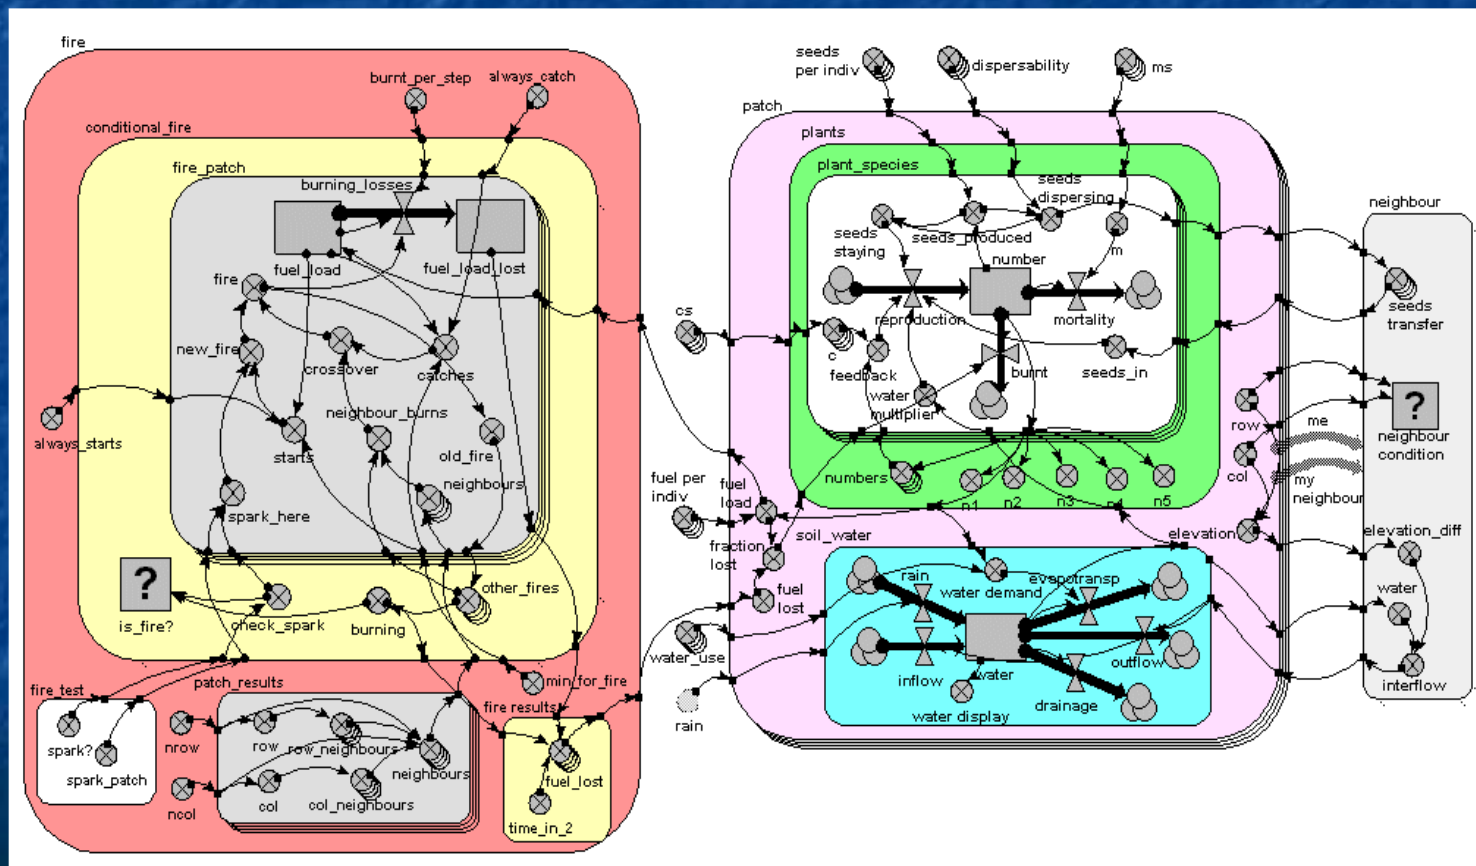 fire
burnt_per_step
always_catch
conditional_fire
fire_patch
burning_losses
fuel_load
fuel_load_lost
fire
new_fire
crossover
catches
always_starts
starts
neighbour_burns
old_fire
neighbours
spark_here
?
is_fire?
check_spark
burning
other_fires
min_for_fire
fire_test
spark?
spark_patch
patch_results
nrow
row
row_neighbours
neighbours
ncol
col
col_neighbours
fire results
fuel_lost
time_in_2
seeds
per indiv
dispersability
ms
patch
plants
plant_species
seeds
dispersing
seeds
staying
seeds_produced
m
number
reproduction
mortality
cs
c
feedback
burnt
seeds_in
water
multiplier
numbers
n1
n2
n3
n4
n5
fuel per
indiv
fuel
load
fraction
lost
fuel
lost
soil_water
rain
water demand
evapotransp
water_use
inflow
water
outflow
water display
drainage
rain
row
col
elevation
me
my
neighbour
neighbour
seeds
transfer
?
neighbour
condition
elevation_diff
water
interflow